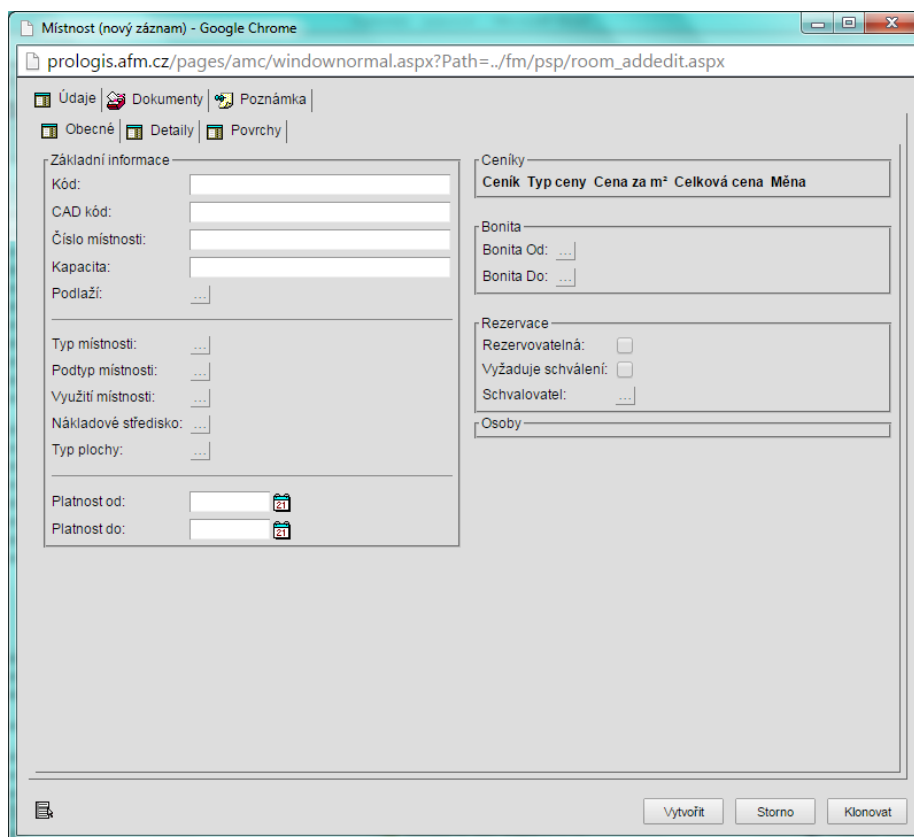 Místnost (nový záznam) - Google Chrome
prologis.afm.cz/pages/amc/windownormal.aspx?Path=../fm/psp/room_addedit.aspx
Údaje Dokumenty Poznámka
Obecné Detaily Povrchy
Základní informace
Kód:
CAD kód:
Číslo místnosti:
Kapacita:
Podlaží: ...
Typ místnosti: ...
Podtyp místnosti: ...
Využití místnosti: ...
Nákladové středisko: ...
Typ plochy: ...
Platnost od: 21
Platnost do: 21
Ceníky
Ceník Typ ceny Cena za m² Celková cena Měna
Bonita
Bonita Od: ...
Bonita Do: ...
Rezervace
Rezervovatelná:
Vyžaduje schválení:
Schvalovatel: ...
Osoby
Vytvořit Storno Klonovat